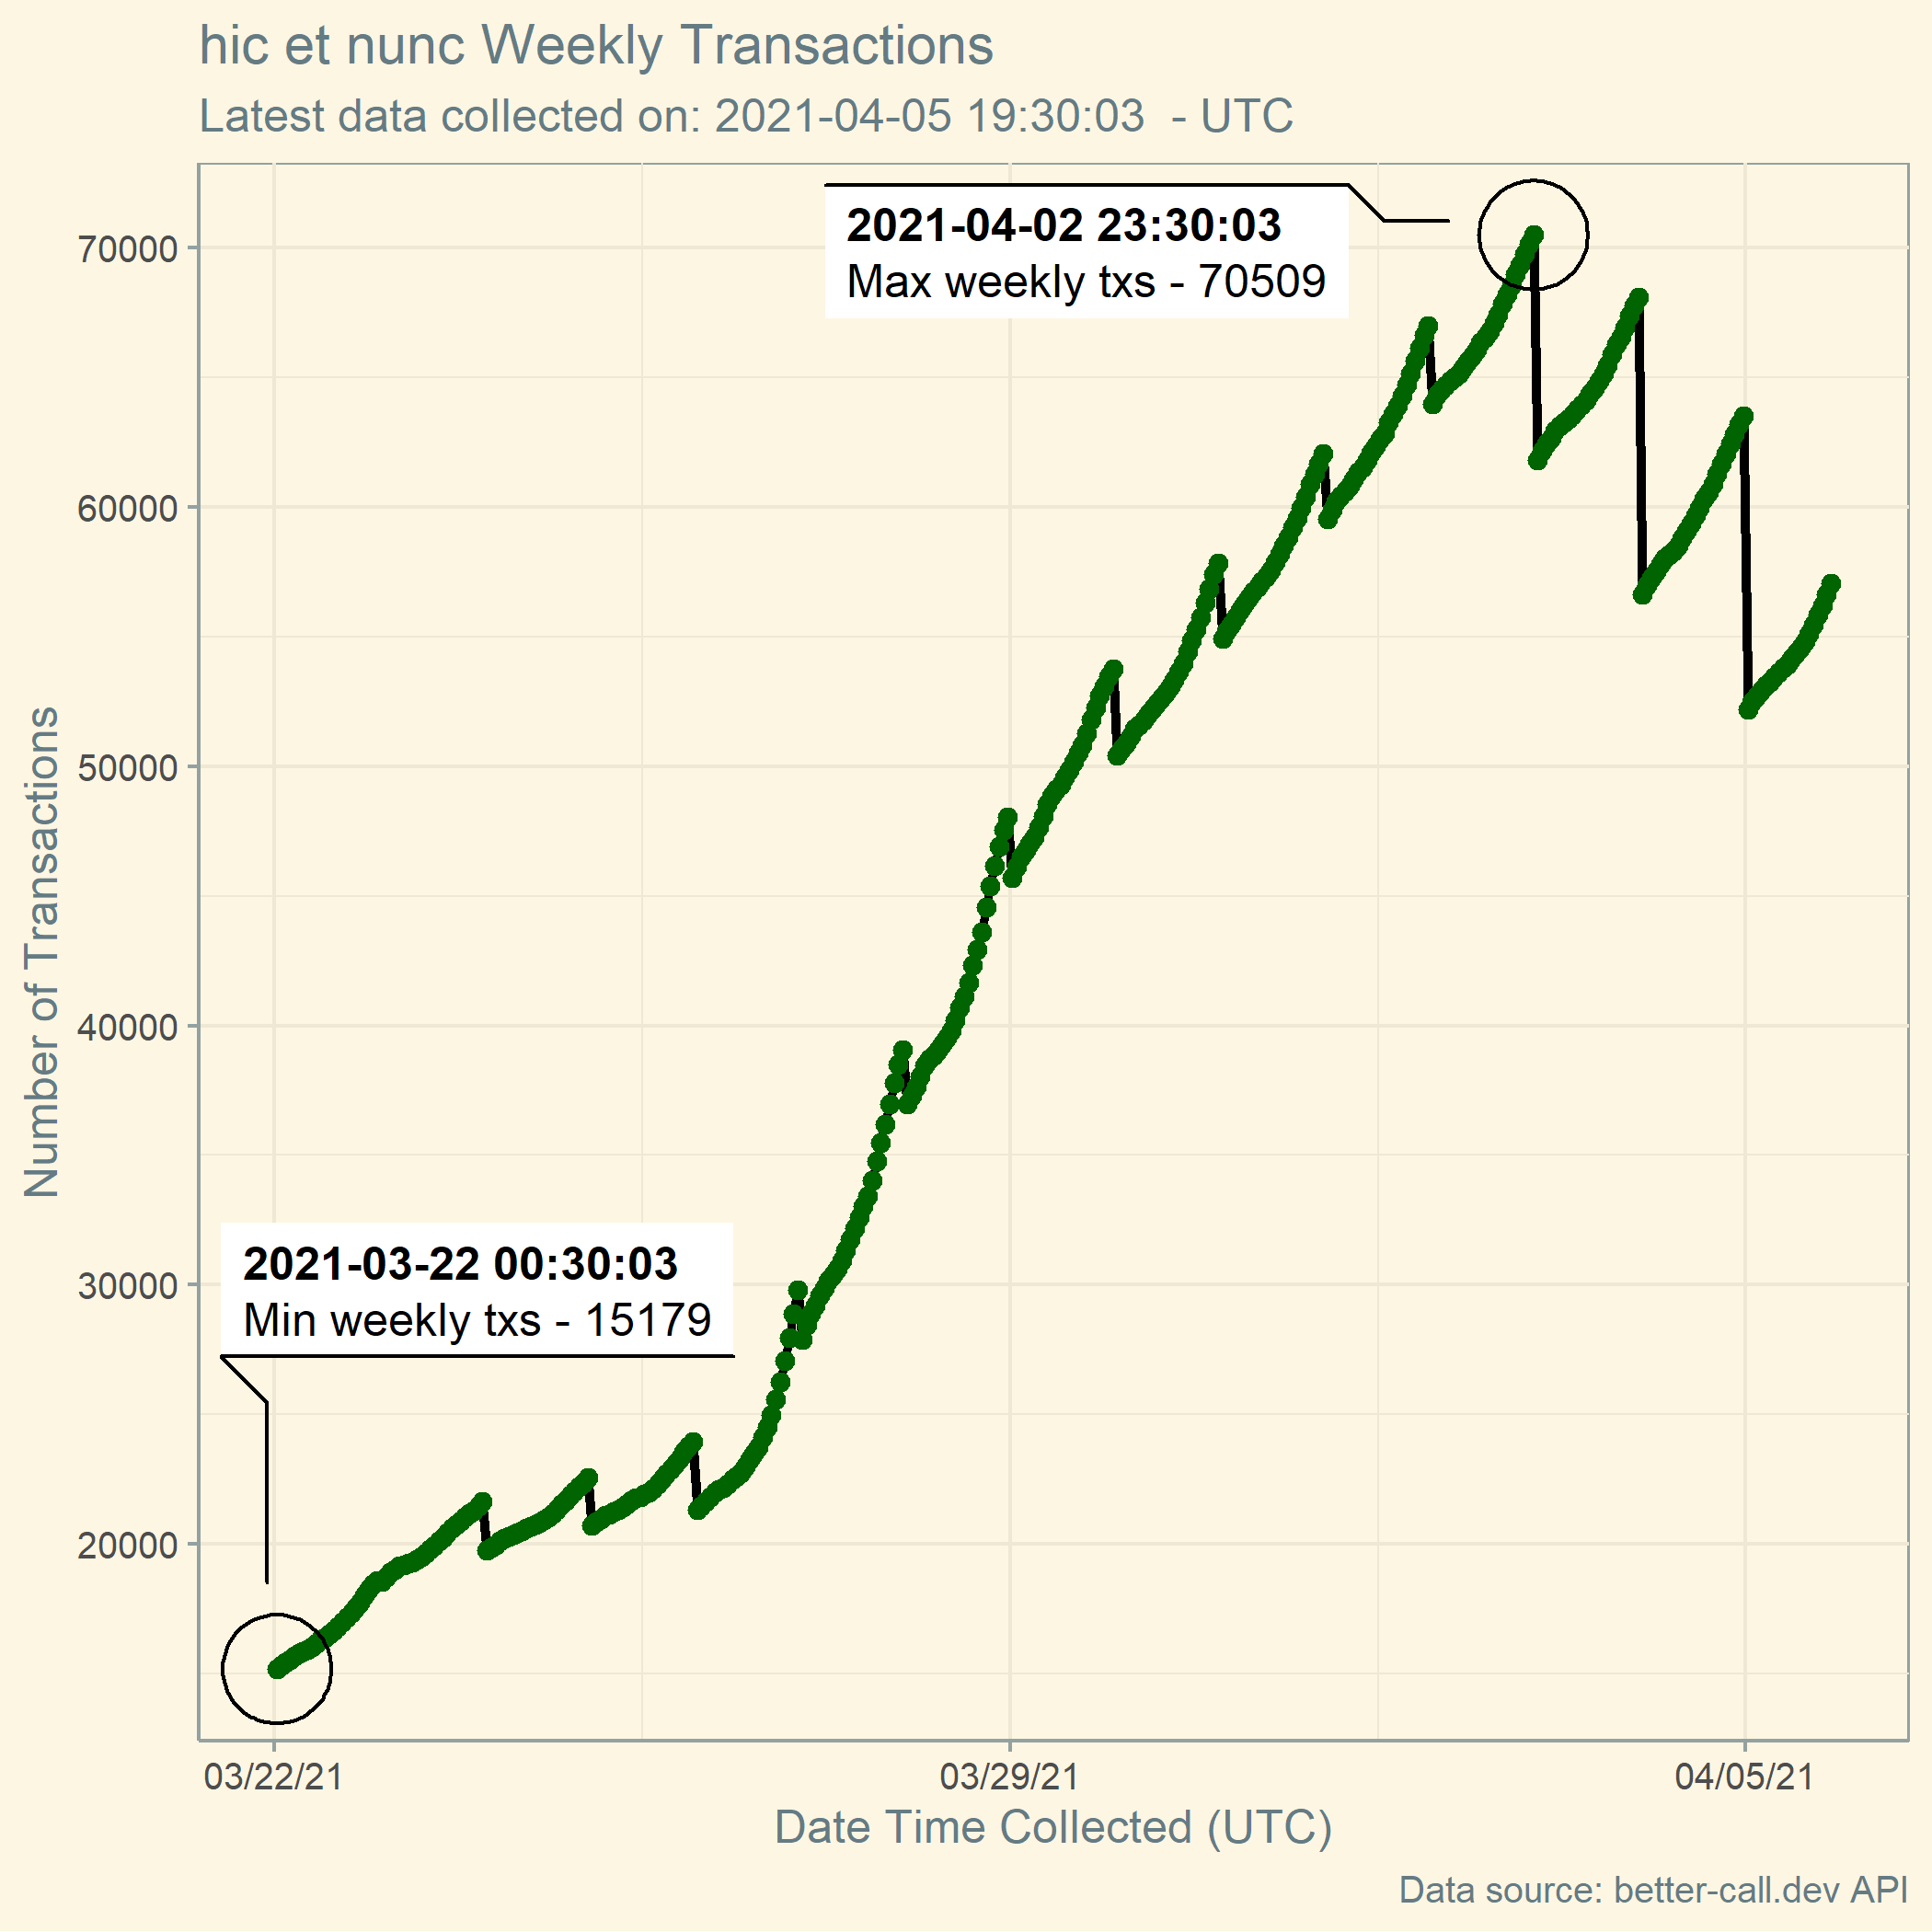 hic et nunc Weekly Transactions
Latest data collected on: 2021-04-05 19:30:03  - UTC
2021-04-02 23:30:03
Max weekly txs - 70509
70000
60000
50000
40000
30000
20000
Number of Transactions
2021-03-22 00:30:03
Min weekly txs - 15179
03/22/21
03/29/21
04/05/21
Date Time Collected (UTC)
Data source: better-call.dev API